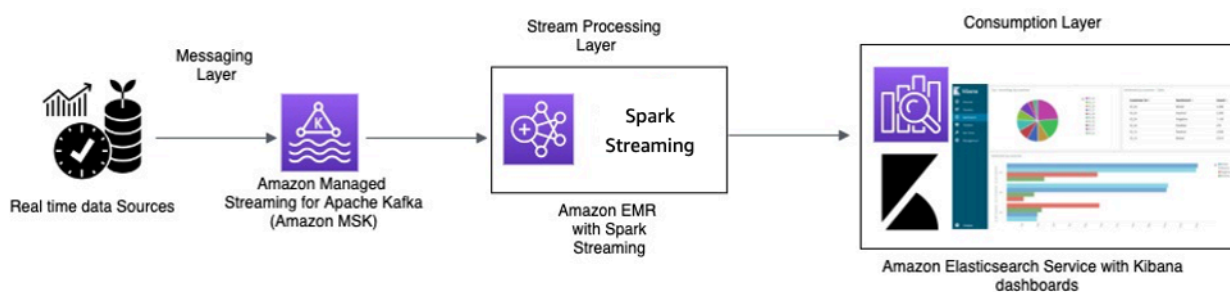 Consumption Layer
Stream Processing
Layer
Messaging
Layer
Kibana
K
Spark
Streaming
Real time data Sources
Amazon Managed
Streaming for Apache Kafka
(Amazon MSK)
Amazon EMR
with Spark
Streaming
Amazon Elasticsearch Service with Kibana
dashboards